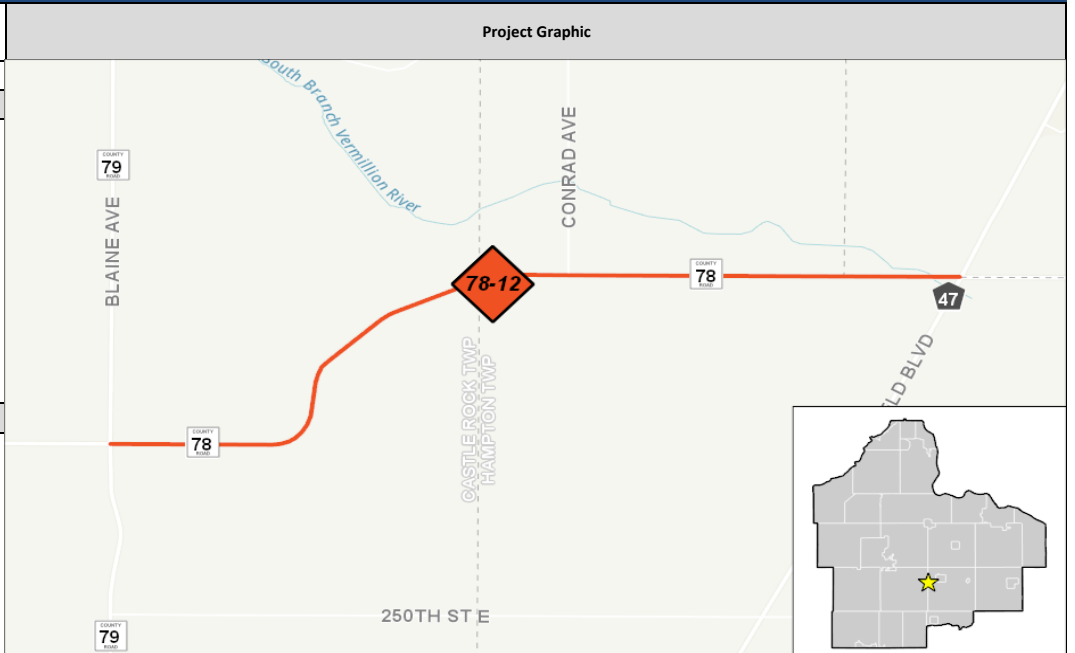 Project Graphic
South Branch Vermillion River
COUNTY
79
ROAD
BLAINE AVE
CONRAD AVE
78-12
COUNTY
78
ROAD
47
ELD BLVD
CASTLE ROCK TWP
HAMPTON TWP
COUNTY
78
ROAD
250TH ST E
COUNTY
79
ROAD